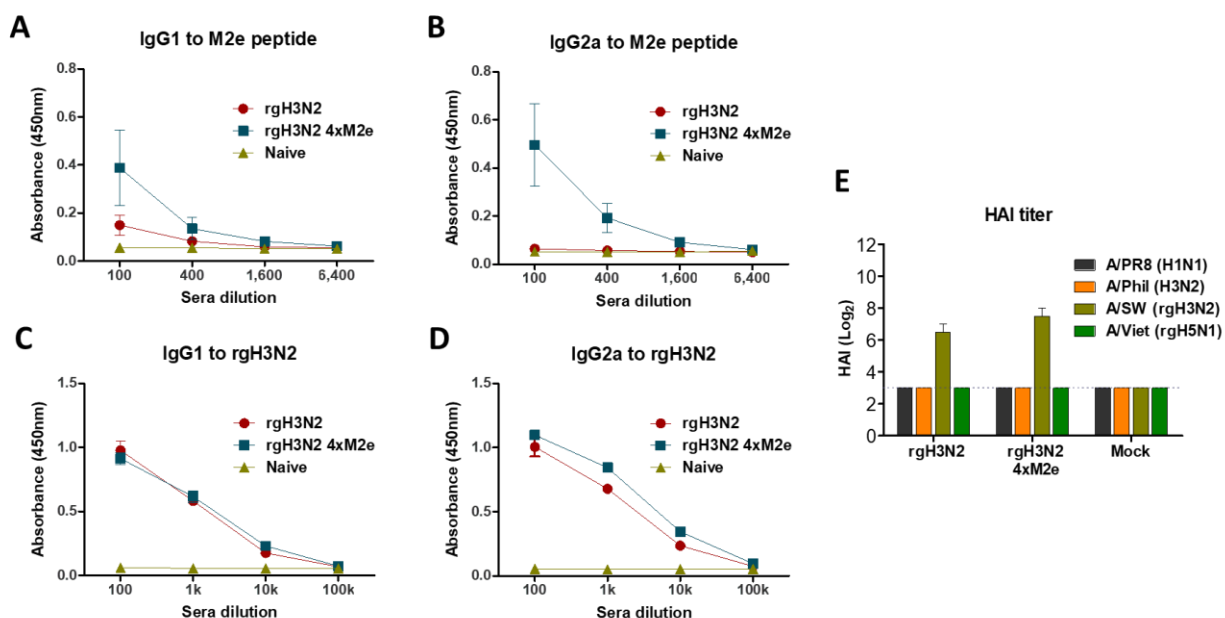 A
IgG1 to M2e peptide
Absorbance (450nm)
0.8
0.6
0.4
0.2
0.0
rgH3N2
rgH3N2 4xM2e
Naive
100
400
1,600
6,400
Sera dilution
B
IgG2a to M2e peptide
Absorbance (450nm)
0.8
0.6
0.4
0.2
0.0
rgH3N2
rgH3N2 4xM2e
Naive
100
400
1,600
6,400
Sera dilution
C
IgG1 to rgH3N2
Absorbance (450nm)
1.5
1.0
0.5
0.0
rgH3N2
rgH3N2 4xM2e
Naive
100
1k
10k
100k
Sera dilution
D
IgG2a to rgH3N2
Absorbance (450nm)
1.5
1.0
0.5
0.0
rgH3N2
rgH3N2 4xM2e
Naive
100
1k
10k
100k
Sera dilution
E
HAI titer
HAI (Log2)
12
10
8
6
4
2
A/PR8 (H1N1)
A/Phil (H3N2)
A/SW (rgH3N2)
A/Viet (rgH5N1)
rgH3N2
rgH3N2
4xM2e
Mock